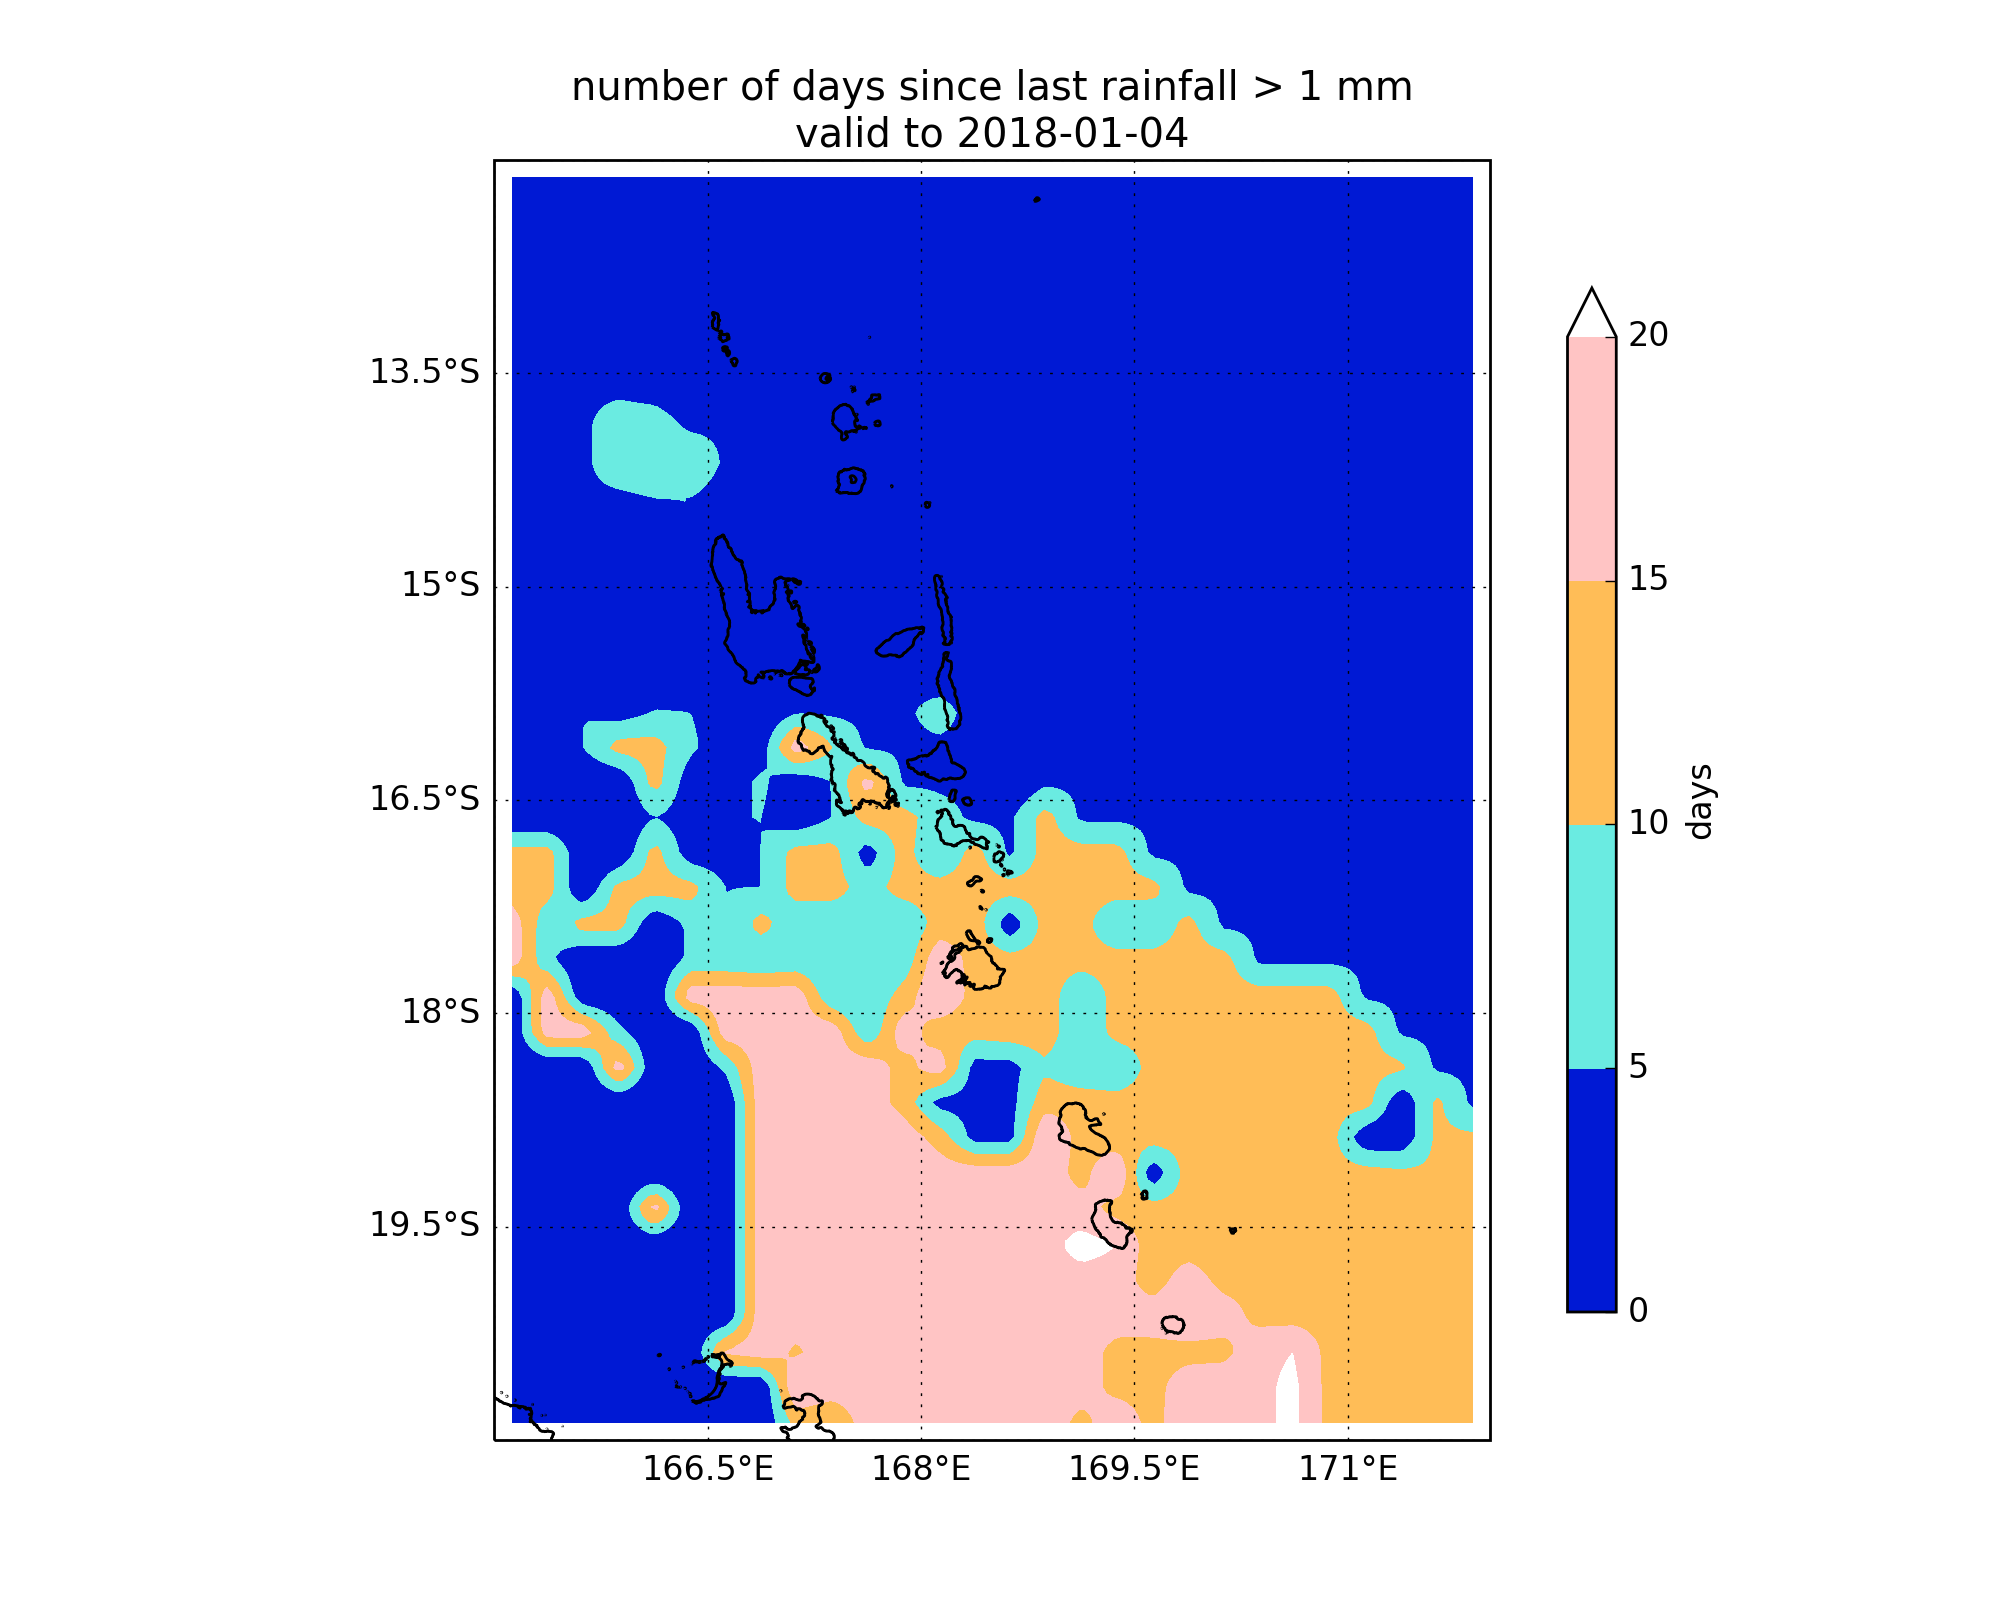 number of days since last rainfall > 1 mm
valid to 2018-01-04
13.5°S
15°S
16.5°S
18°S
19.5°S
166.5°E
168°E
169.5°E
171°E
20
15
10
5
0
days